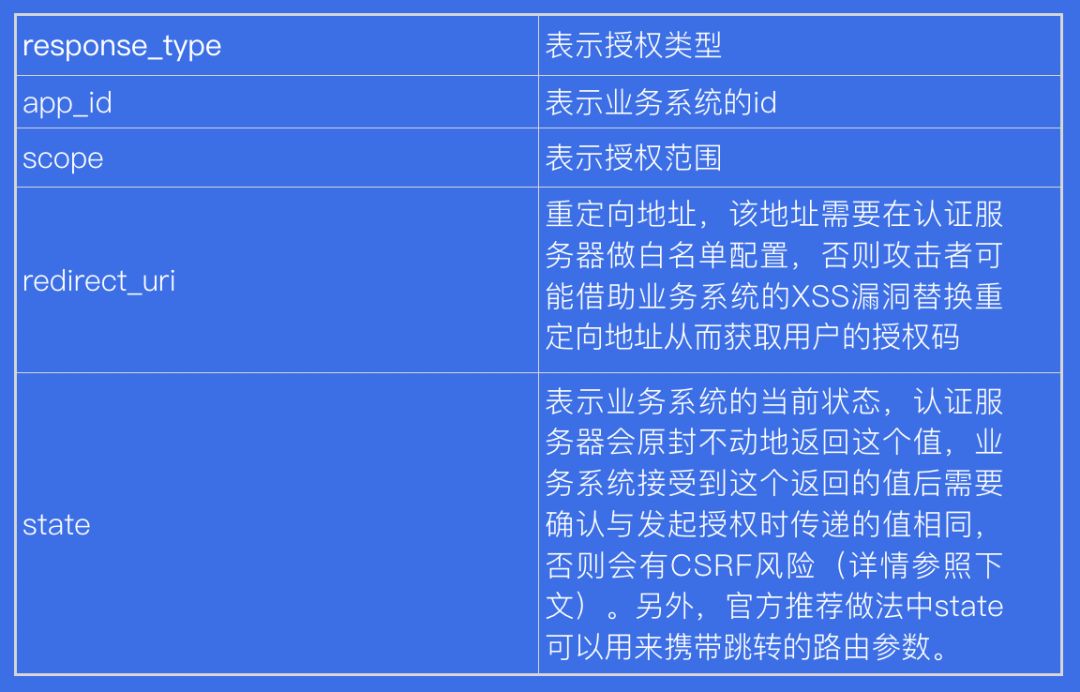 response_type
表示授权类型
app_id
表示业务系统的id
scope
表示授权范围
redirect_uri
重定向地址，该地址需要在认证服
务器做白名单配置，否则攻击者可
能借助业务系统的XSS漏洞替换重
定向地址从而获取用户的授权码
state
表示业务系统的当前状态，认证服
务器会原封不动地返回这个值，业
务系统接受到这个返回的值后需要
确认与发起授权时传递的值相同，
否则会有CSRF风险（详情参照下
文）。另外，官方推荐做法中state
可以用来携带跳转的路由参数。